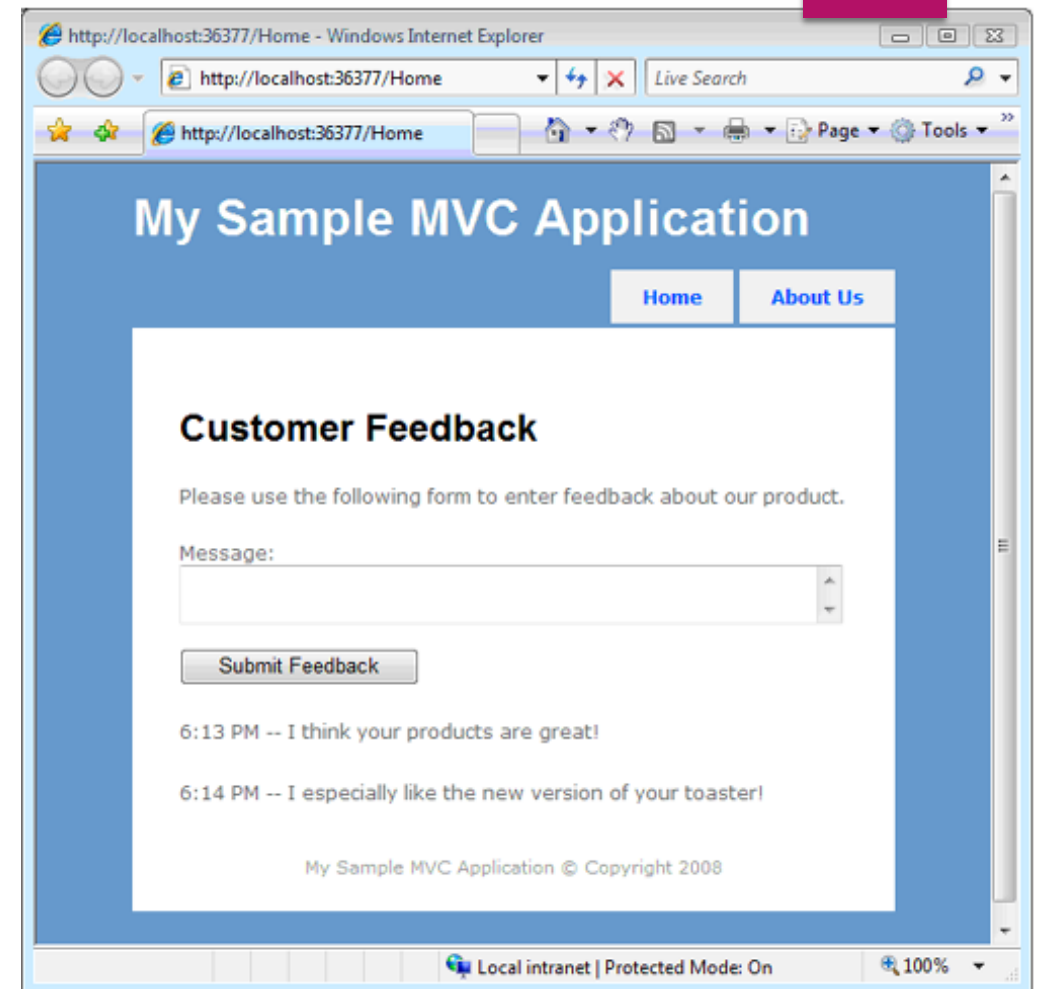 http://localhost:36377/Home - Windows Internet Explorer
http://localhost:36377/Home Live Search
http://localhost:36377/Home Page Tools »
My Sample MVC Application
Home About Us
Customer Feedback
Please use the following form to enter feedback about our product.
Message:
Submit Feedback
6:13 PM -- I think your products are great!
6:14 PM -- I especially like the new version of your toaster!
My Sample MVC Application © Copyright 2008
Local intranet | Protected Mode: On 100%